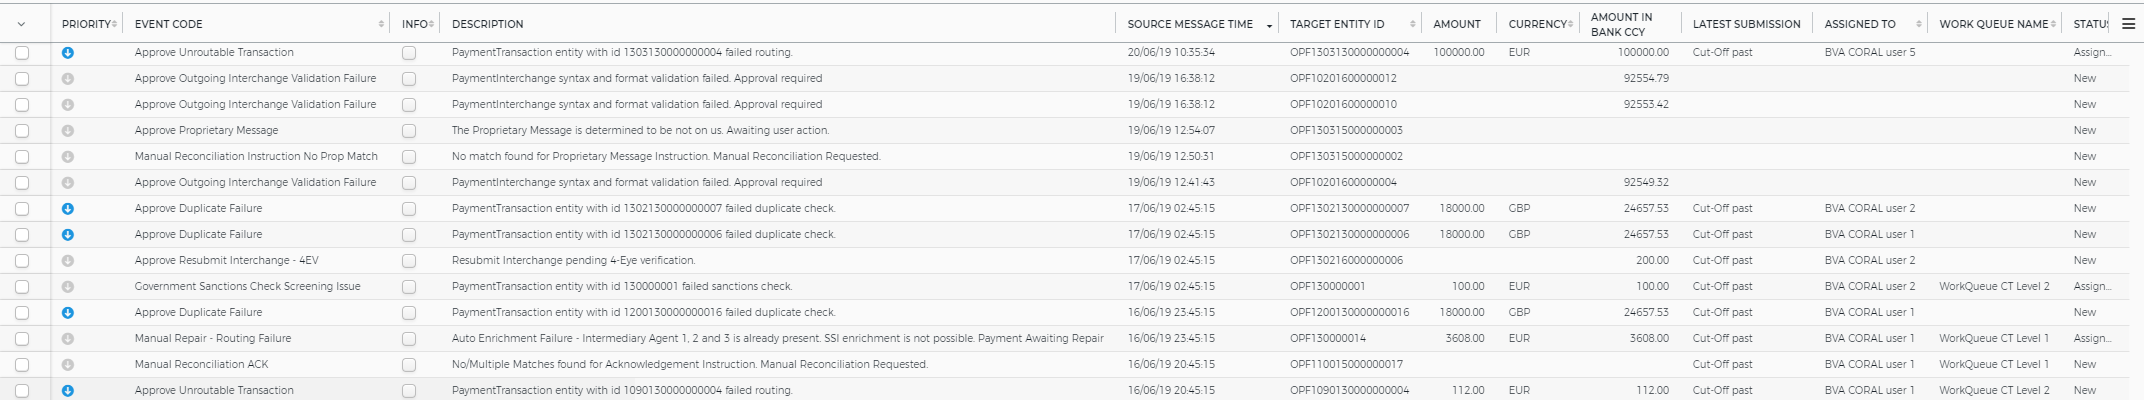 PRIORITY EVENT CODE INFO DESCRIPTION SOURCE MESSAGE TIME TARGET ENTITY ID AMOUNT CURRENCY AMOUNT IN BANK CCY LATEST SUBMISSION ASSIGNED TO WORK QUEUE NAME STATUS
Approve Unroutable Transaction PaymentTransaction entity with id 1303130000000004 failed routing. 20/06/19 10:35:34 OPF1303130000000004 100000.00 EUR 100000.00 Cut-Off past BVA CORAL user 5 Assign...
Approve Outgoing Interchange Validation Failure PaymentInterchange syntax and format validation failed. Approval required 19/06/19 16:38:12 OPF10201600000012 92554.79 New
Approve Outgoing Interchange Validation Failure PaymentInterchange syntax and format validation failed. Approval required 19/06/19 16:38:12 OPF10201600000010 92553.42 New
Approve Proprietary Message The Proprietary Message is determined to be not on us. Awaiting user action. 19/06/19 12:54:07 OPF130315000000003 New
Manual Reconciliation Instruction No Prop Match No match found for Proprietary Message Instruction. Manual Reconciliation Requested. 19/06/19 12:50:31 OPF130315000000002 New
Approve Outgoing Interchange Validation Failure PaymentInterchange syntax and format validation failed. Approval required 19/06/19 12:41:43 OPF10201600000004 92549.32 New
Approve Duplicate Failure PaymentTransaction entity with id 1302130000000007 failed duplicate check. 17/06/19 02:45:15 OPF1302130000000007 18000.00 GBP 24657.53 Cut-Off past BVA CORAL user 2 New
Approve Duplicate Failure PaymentTransaction entity with id 1302130000000006 failed duplicate check. 17/06/19 02:45:15 OPF1302130000000006 18000.00 GBP 24657.53 Cut-Off past BVA CORAL user 1 New
Approve Resubmit Interchange - 4EV Resubmit Interchange pending 4-Eye verification. 17/06/19 02:45:15 OPF130216000000006 200.00 Cut-Off past BVA CORAL user 2 New
Government Sanctions Check Screening Issue PaymentTransaction entity with id 130000001 failed sanctions check. 17/06/19 02:45:15 OPF130000001 100.00 EUR 100.00 Cut-Off past BVA CORAL user 2 WorkQueue CT Level 2 Assign...
Approve Duplicate Failure PaymentTransaction entity with id 1200130000000016 failed duplicate check. 16/06/19 23:45:15 OPF1200130000000016 18000.00 GBP 24657.53 Cut-Off past BVA CORAL user 1 New
Manual Repair - Routing Failure Auto Enrichment Failure - Intermediary Agent 1, 2 and 3 is already present. SSI enrichment is not possible. Payment Awaiting Repair 16/06/19 23:45:15 OPF130000014 3608.00 EUR 3608.00 Cut-Off past BVA CORAL user 1 WorkQueue CT Level 1 Assign...
Manual Reconciliation ACK No/Multiple Matches found for Acknowledgement Instruction. Manual Reconciliation Requested. 16/06/19 20:45:15 OPF110015000000017 Cut-Off past BVA CORAL user 1 WorkQueue CT Level 1 New
Approve Unroutable Transaction PaymentTransaction entity with id 1090130000000004 failed routing. 16/06/19 20:45:15 OPF1090130000000004 112.00 EUR 112.00 Cut-Off past BVA CORAL user 1 WorkQueue CT Level 2 New